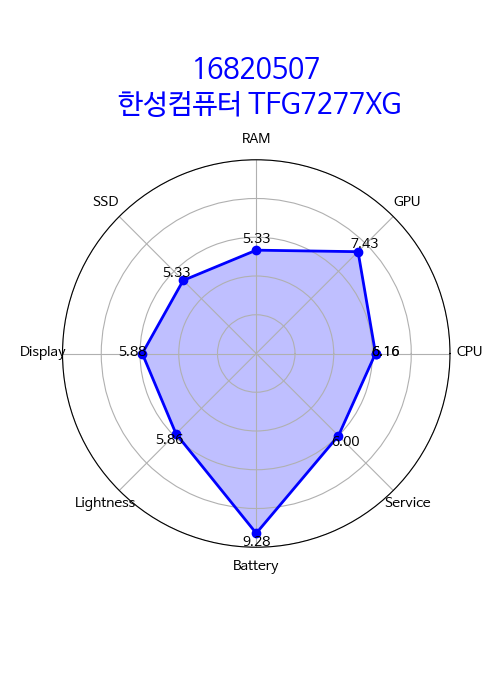 16820507
한성컴퓨터 TFG7277XG
RAM
SSD
GPU
5.33
7.43
5.33
Display
5.88
6.16
CPU
5.86
6.00
Lightness
Service
9.28
Battery